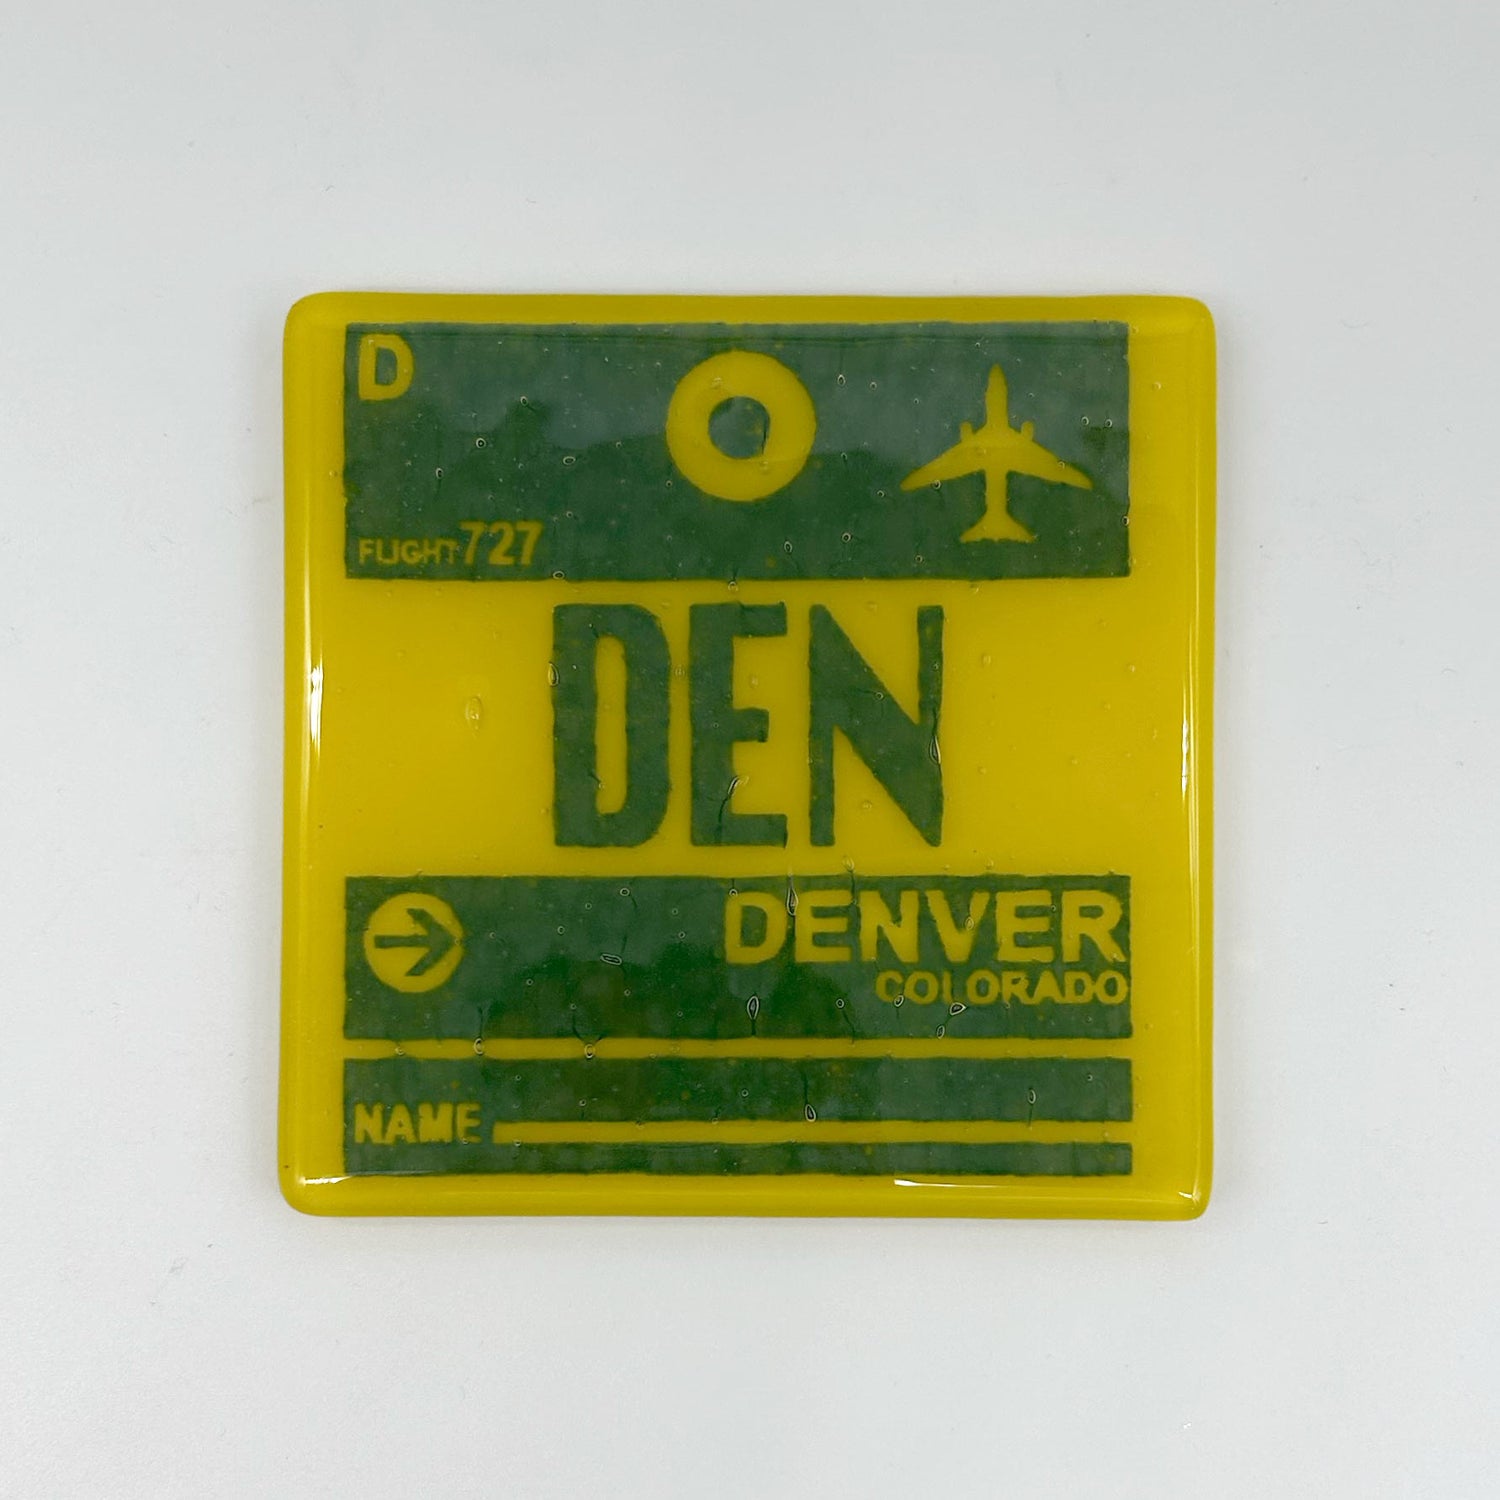 D
FLIGHT 727
DEN
DENVER
COLORADO
NAME